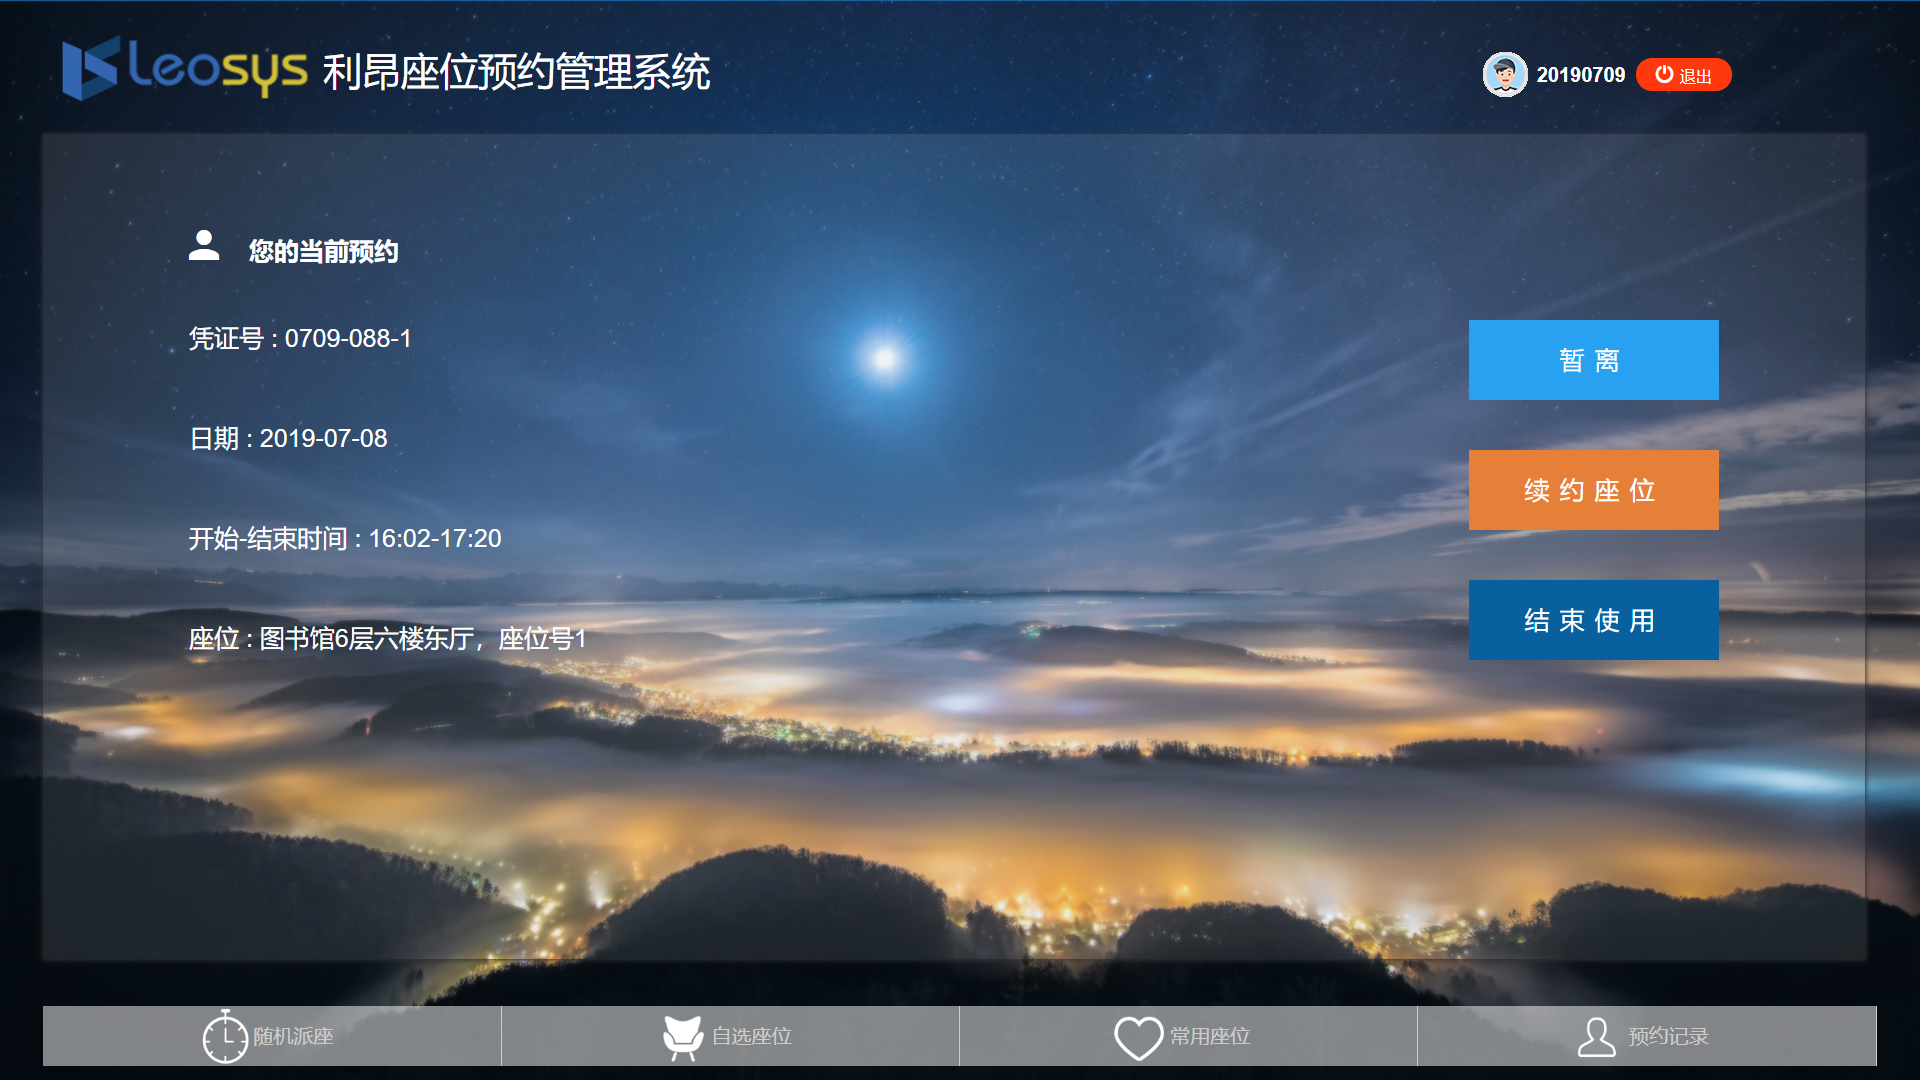 Leosys 利昂座位预约管理系统
20190709 退出
您的当前预约
凭证号 : 0709-088-1
日期 : 2019-07-08
开始-结束时间 : 16:02-17:20
座位 : 图书馆6层六楼东厅，座位号1
暂 离
续 约 座 位
结 束 使 用
随机派座
自选座位
常用座位
预约记录